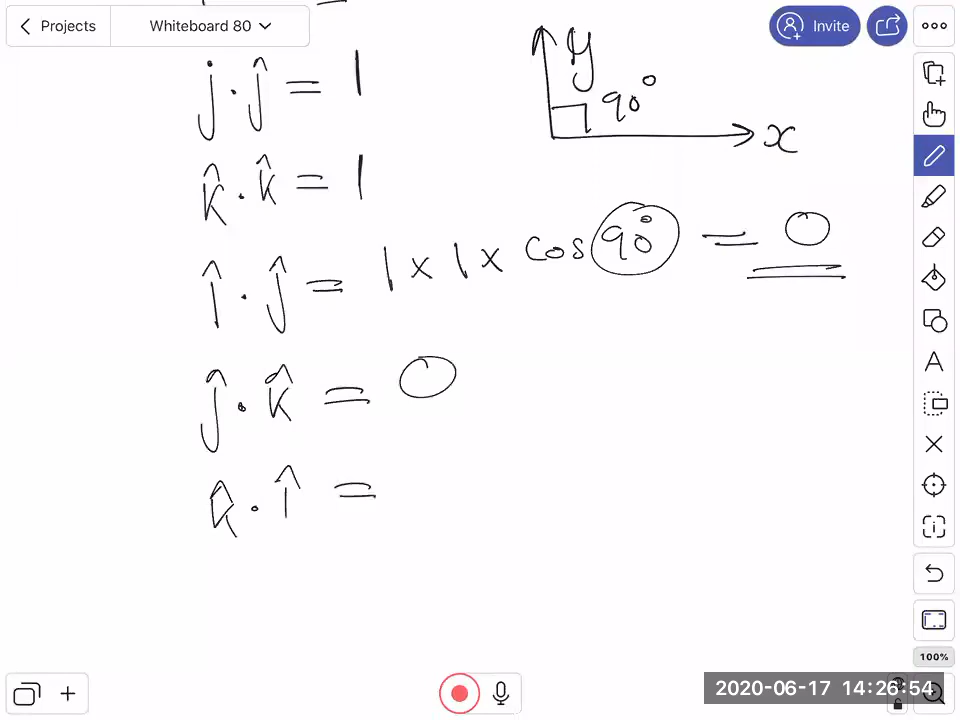 Projects
Whiteboard 80
Invite
ĵ · ĵ = 1
y
90°
x
k̂ · k̂ = 1
î · ĵ = 1 x 1 x cos 90° = 0
ĵ · k̂ = 0
k̂ · î =
A
100%
2020-06-17 14:26:54